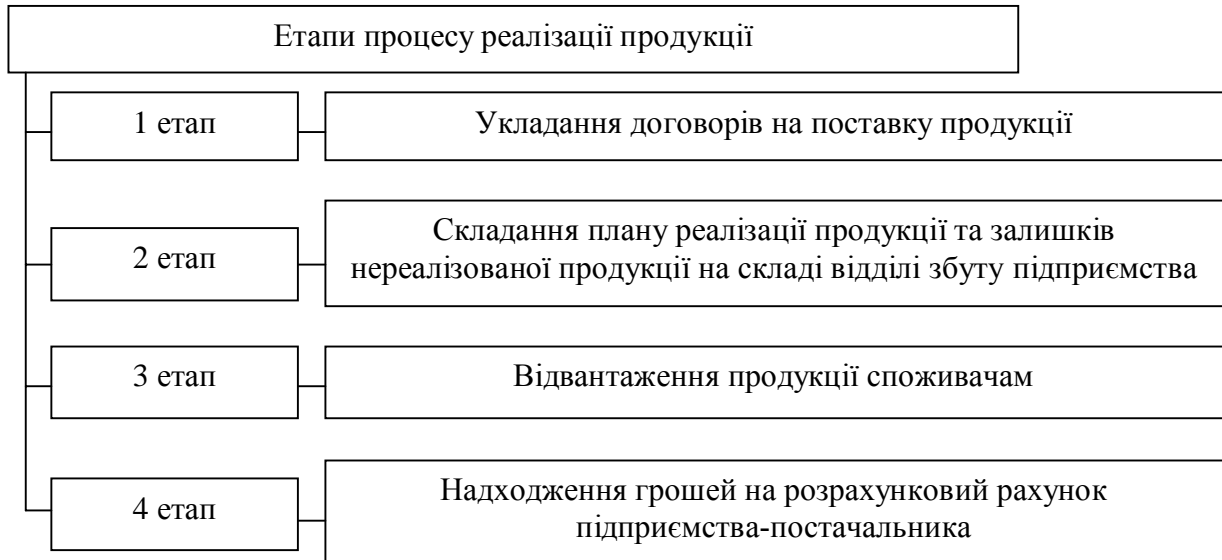 Етапи процесу реалізації продукції
1 етап
Укладання договорів на поставку продукції
2 етап
Складання плану реалізації продукції та залишків
нереалізованої продукції на складі відділі збуту підприємства
3 етап
Відвантаження продукції споживачам
4 етап
Надходження грошей на розрахунковий рахунок
підприємства-постачальника